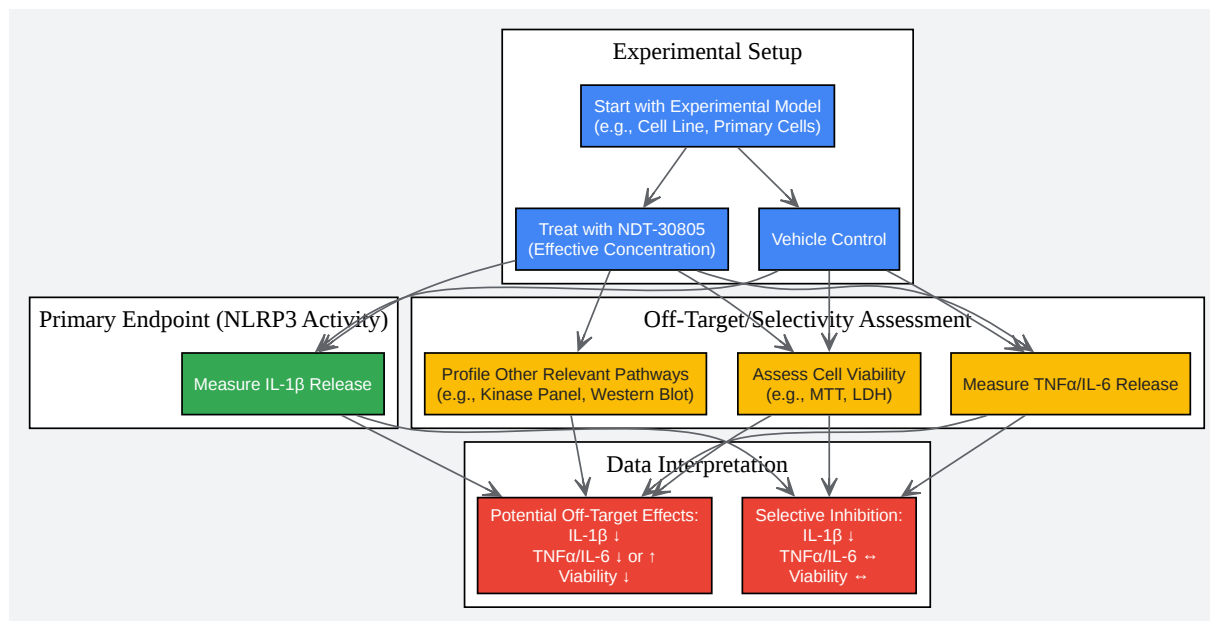 Experimental Setup
Start with Experimental Model
(e.g., Cell Line, Primary Cells)
Treat with NDT-30805
(Effective Concentration)
Vehicle Control
Primary Endpoint (NLRP3 Activity)
Off-Target/Selectivity Assessment
Measure IL-1β Release
Profile Other Relevant Pathways
(e.g., Kinase Panel, Western Blot)
Assess Cell Viability
(e.g., MTT, LDH)
Measure TNFα/IL-6 Release
Data Interpretation
Potential Off-Target Effects:
IL-1β ↓
TNFα/IL-6 ↓ or ↑
Viability ↓
Selective Inhibition:
IL-1β ↓
TNFα/IL-6 ↔
Viability ↔